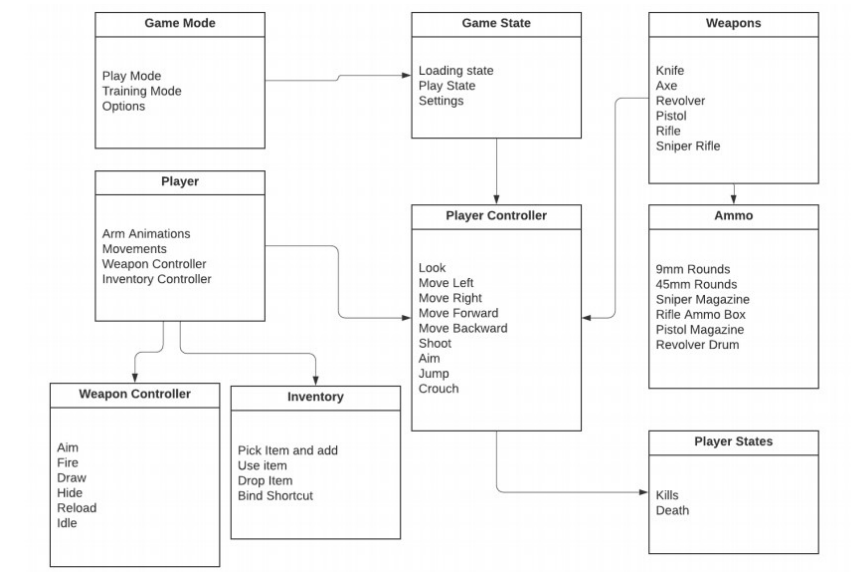 Game Mode
Play Mode
Training Mode
Options
Game State
Loading state
Play State
Settings
Weapons
Knife
Axe
Revolver
Pistol
Rifle
Sniper Rifle
Player
Arm Animations
Movements
Weapon Controller
Inventory Controller
Player Controller
Look
Move Left
Move Right
Move Forward
Move Backward
Shoot
Aim
Jump
Crouch
Ammo
9mm Rounds
45mm Rounds
Sniper Magazine
Rifle Ammo Box
Pistol Magazine
Revolver Drum
Weapon Controller
Aim
Fire
Draw
Hide
Reload
Idle
Inventory
Pick Item and add
Use item
Drop Item
Bind Shortcut
Player States
Kills
Death